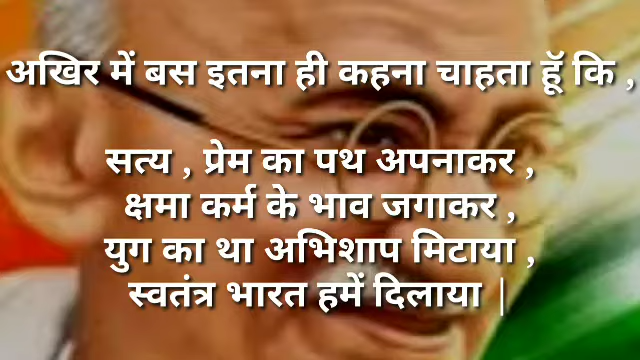 अखिर में बस इतना ही कहना चाहता हूॅ कि ,
सत्य , प्रेम का पथ अपनाकर ,
क्षमा कर्म के भाव जगाकर ,
युग का था अभिशाप मिटाया ,
स्वतंत्र भारत हमें दिलाया |